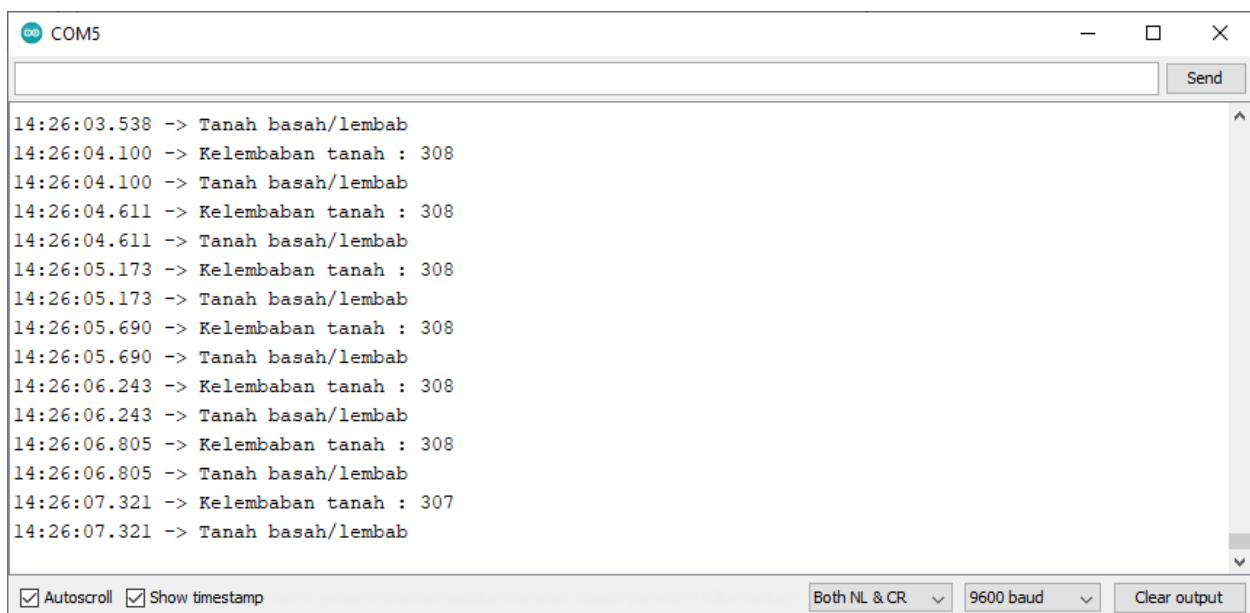 COM5
Send
14:26:03.538 -> Tanah basah/lembab
14:26:04.100 -> Kelembaban tanah : 308
14:26:04.100 -> Tanah basah/lembab
14:26:04.611 -> Kelembaban tanah : 308
14:26:04.611 -> Tanah basah/lembab
14:26:05.173 -> Kelembaban tanah : 308
14:26:05.173 -> Tanah basah/lembab
14:26:05.690 -> Kelembaban tanah : 308
14:26:05.690 -> Tanah basah/lembab
14:26:06.243 -> Kelembaban tanah : 308
14:26:06.243 -> Tanah basah/lembab
14:26:06.805 -> Kelembaban tanah : 308
14:26:06.805 -> Tanah basah/lembab
14:26:07.321 -> Kelembaban tanah : 307
14:26:07.321 -> Tanah basah/lembab
Autoscroll Show timestamp Both NL & CR 9600 baud Clear output